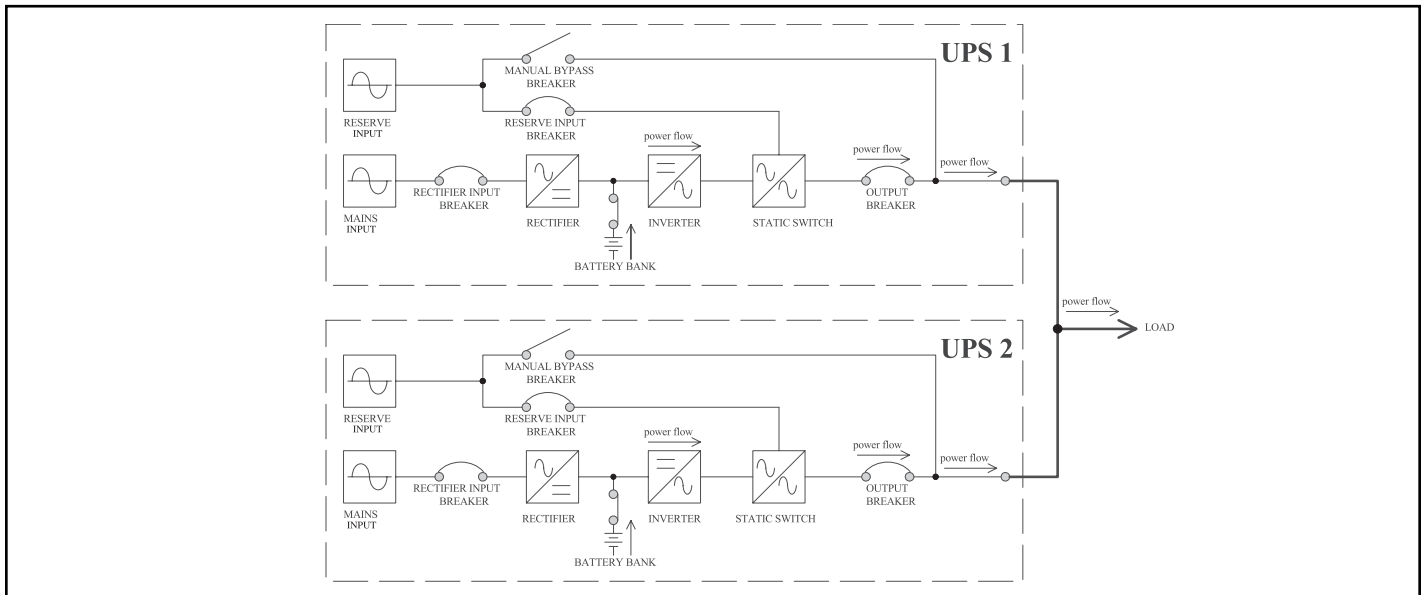 UPS 1
MANUAL BYPASS
BREAKER
RESERVE
INPUT
RESERVE INPUT
BREAKER
power flow
power flow
power flow
RECTIFIER INPUT
BREAKER
OUTPUT
BREAKER
MAINS
INPUT
RECTIFIER
INVERTER
STATIC SWITCH
BATTERY BANK
power flow
LOAD
UPS 2
MANUAL BYPASS
BREAKER
RESERVE
INPUT
RESERVE INPUT
BREAKER
power flow
power flow
power flow
RECTIFIER INPUT
BREAKER
OUTPUT
BREAKER
MAINS
INPUT
RECTIFIER
INVERTER
STATIC SWITCH
BATTERY BANK